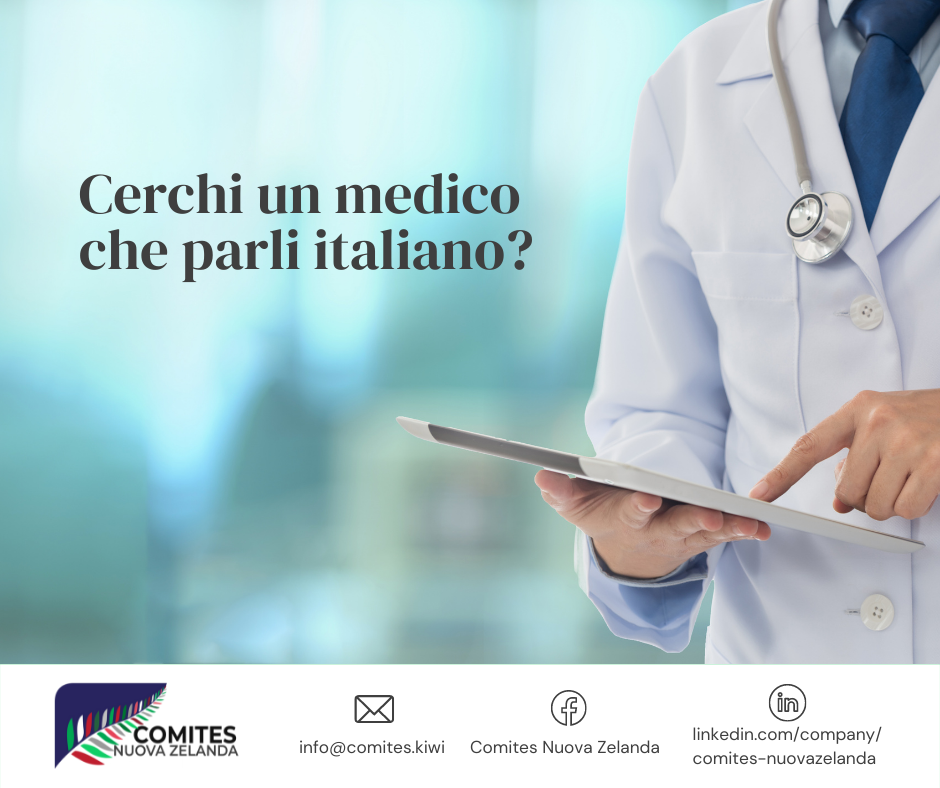 Cerchi un medico
che parli italiano?
COMITES
NUOVA ZELANDA
info@comites.kiwi
Comites Nuova Zelanda
linkedin.com/company/
comites-nuovazelanda